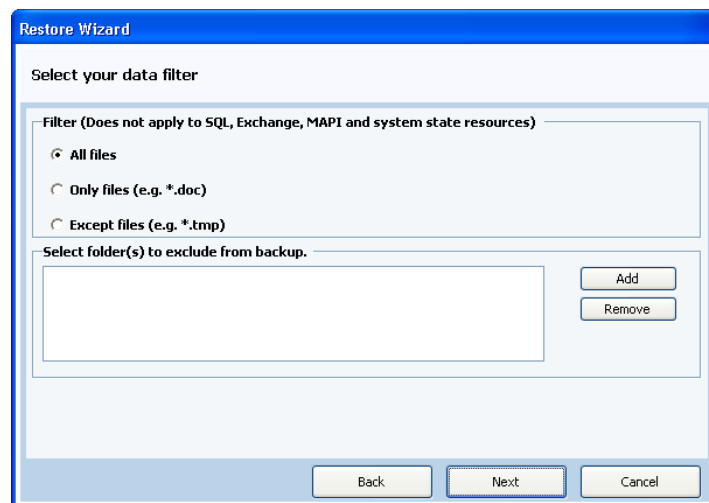 Restore Wizard
Select your data filter
Filter (Does not apply to SQL, Exchange, MAPI and system state resources)
All files
Only files (e.g. *.doc)
Except files (e.g. *.tmp)
Select folder(s) to exclude from backup.
Add
Remove
Back
Next
Cancel